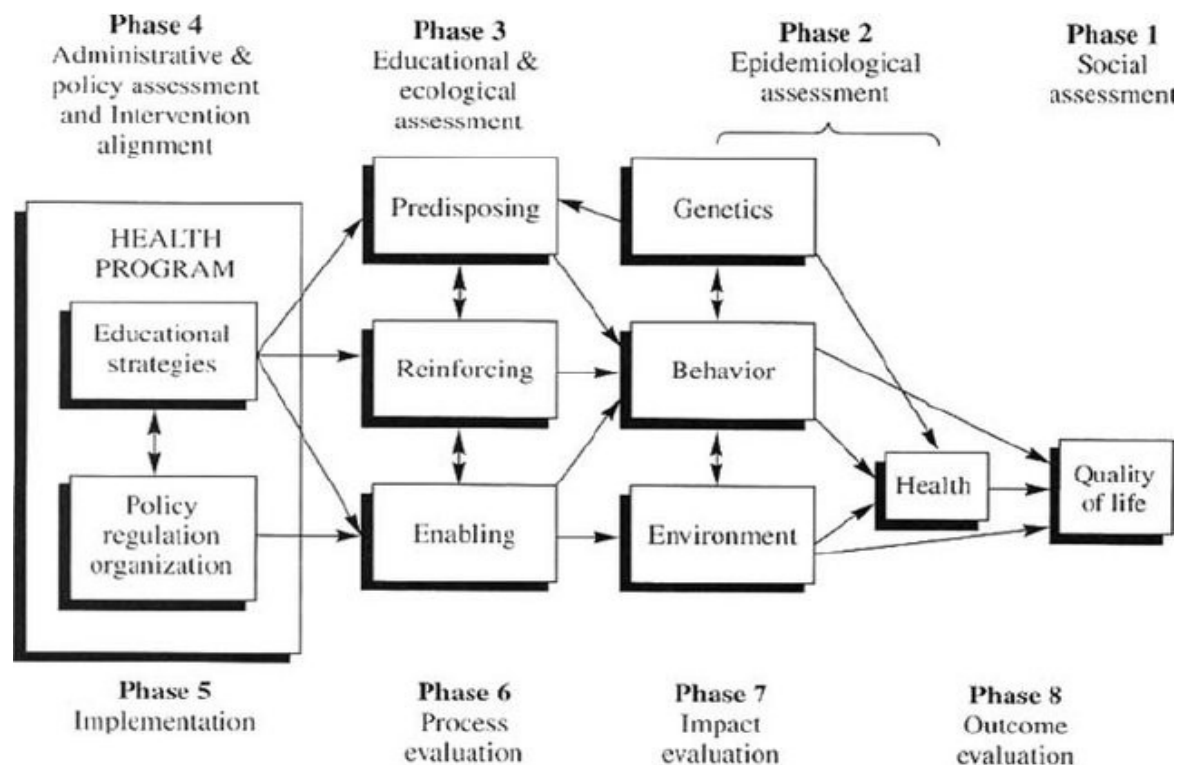 Phase 4
Administrative &
policy assessment
and Intervention
alignment
Phase 3
Educational &
ecological
assessment
Phase 2
Epidemiological
assessment
Phase 1
Social
assessment
HEALTH
PROGRAM
Educational
strategies
Policy
regulation
organization
Predisposing
Reinforcing
Enabling
Genetics
Behavior
Environment
Health
Quality
of life
Phase 5
Implementation
Phase 6
Process
evaluation
Phase 7
Impact
evaluation
Phase 8
Outcome
evaluation